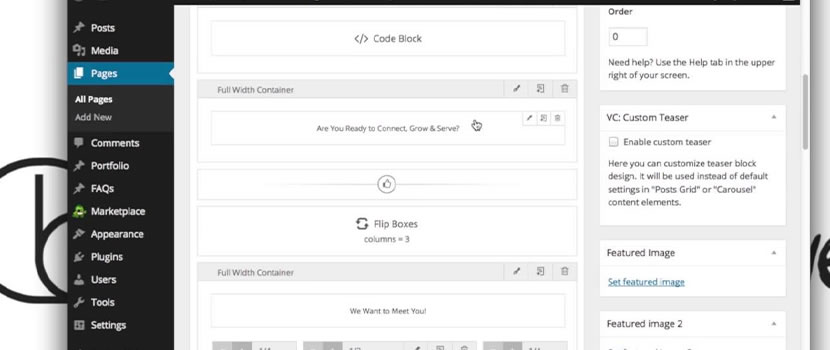 Posts
Media
Pages
All Pages
Add New
Comments
Portfolio
FAQs
Marketplace
Appearance
Plugins
Users
Tools
Settings
</> Code Block
Full Width Container
Are You Ready to Connect, Grow & Serve?
Flip Boxes
columns = 3
Full Width Container
We Want to Meet You!
Order
0
Need help? Use the Help tab in the upper
right of your screen.
VC: Custom Teaser
Enable custom teaser
Here you can customize teaser block
design. It will be used instead of default
settings in "Posts Grid" or "Carousel"
content elements.
Featured Image
Set featured image
Featured image 2